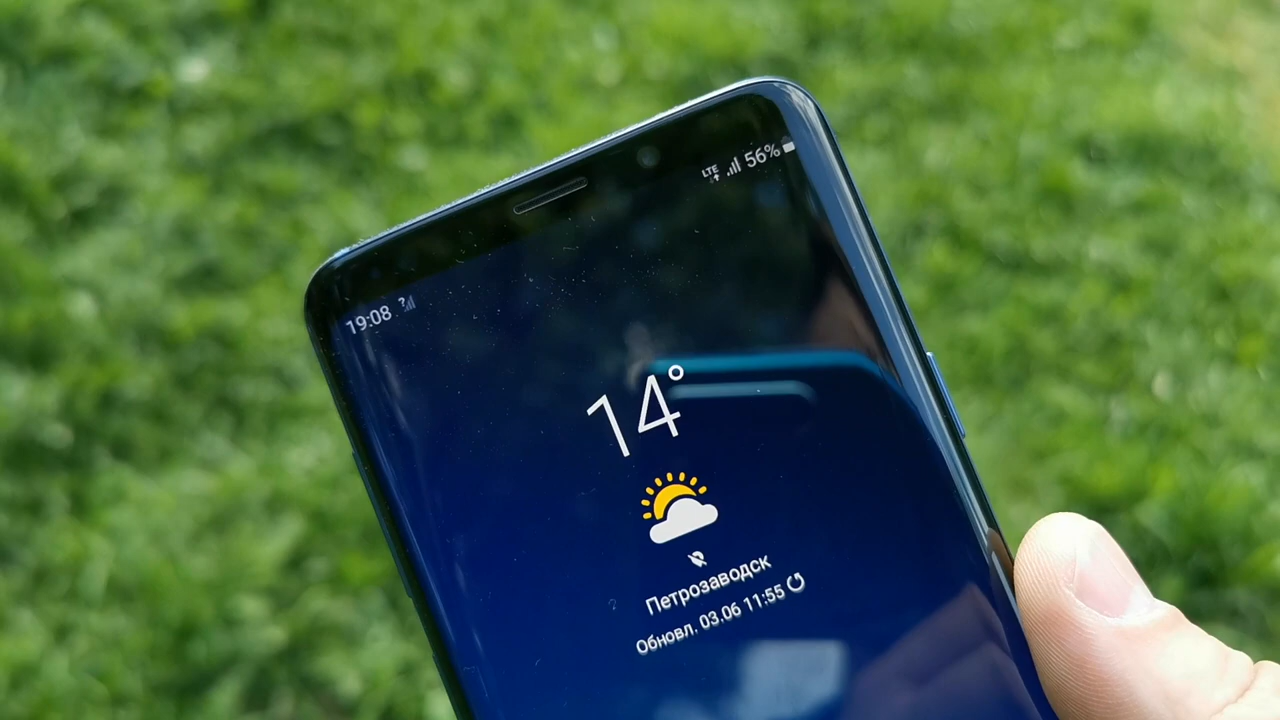 19:08
LTE 56%
14°
Петрозаводск
Обновл. 03.06 11:55